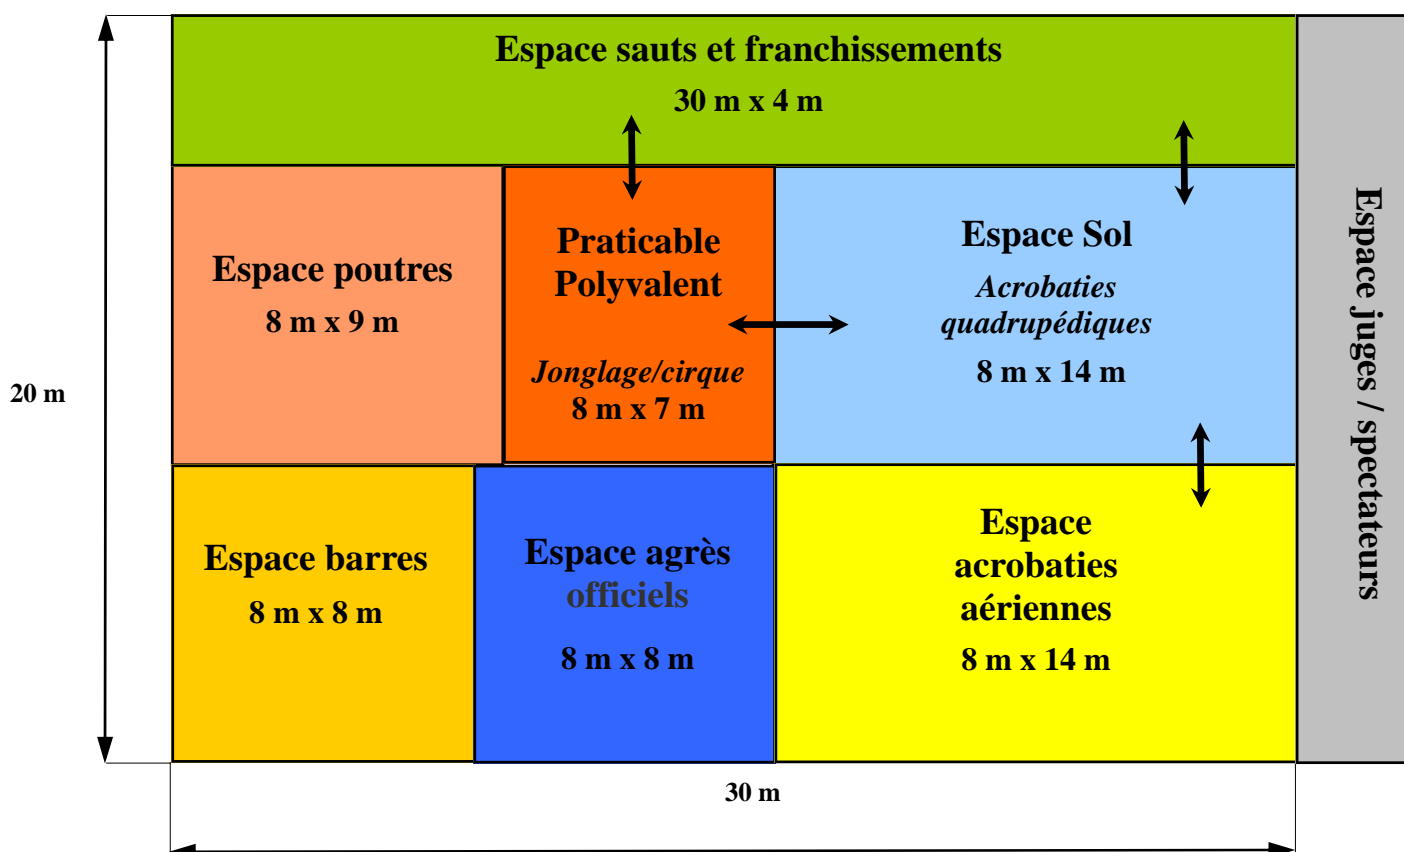 Espace sauts et franchissements
30 m x 4 m
Espace poutres
8 m x 9 m
Praticable
Polyvalent
Jonglage/cirque
8 m x 7 m
Espace Sol
Acrobaties
quadrupédiques
8 m x 14 m
Espace juges / spectateurs
20 m
Espace barres
8 m x 8 m
Espace agrès
officiels
8 m x 8 m
Espace
acrobaties
aériennes
8 m x 14 m
30 m